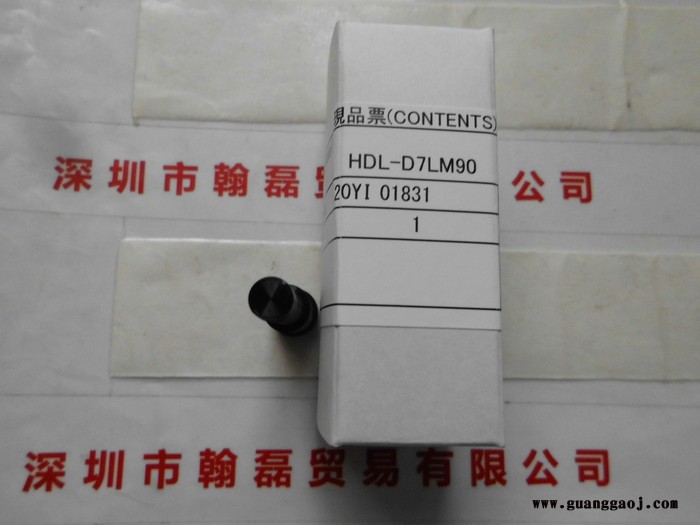 現品票(CONTENTS)
HDL-D7LM90
20YI 01831
1
深圳市翰磊贸 公司
深圳市翰磊贸易有限公司
www.guanggaoj.com